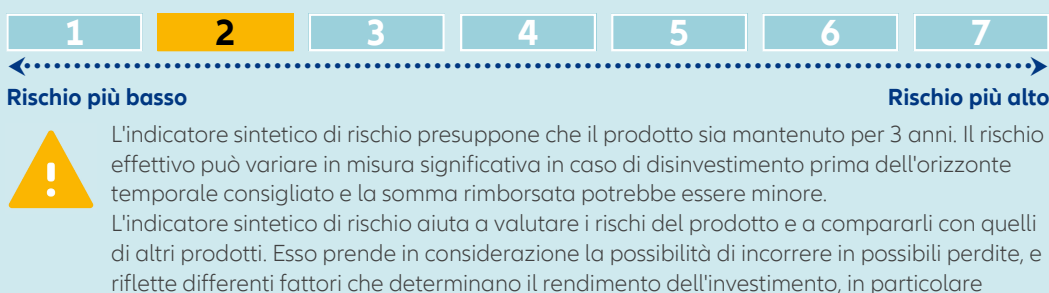 1 2 3 4 5 6 7
Rischio più basso Rischio più alto
L'indicatore sintetico di rischio presuppone che il prodotto sia mantenuto per 3 anni. Il rischio
effettivo può variare in misura significativa in caso di disinvestimento prima dell'orizzonte
temporale consigliato e la somma rimborsata potrebbe essere minore.
L'indicatore sintetico di rischio aiuta a valutare i rischi del prodotto e a compararli con quelli
di altri prodotti. Esso prende in considerazione la possibilità di incorrere in possibili perdite, e
riflette differenti fattori che determinano il rendimento dell'investimento, in particolare